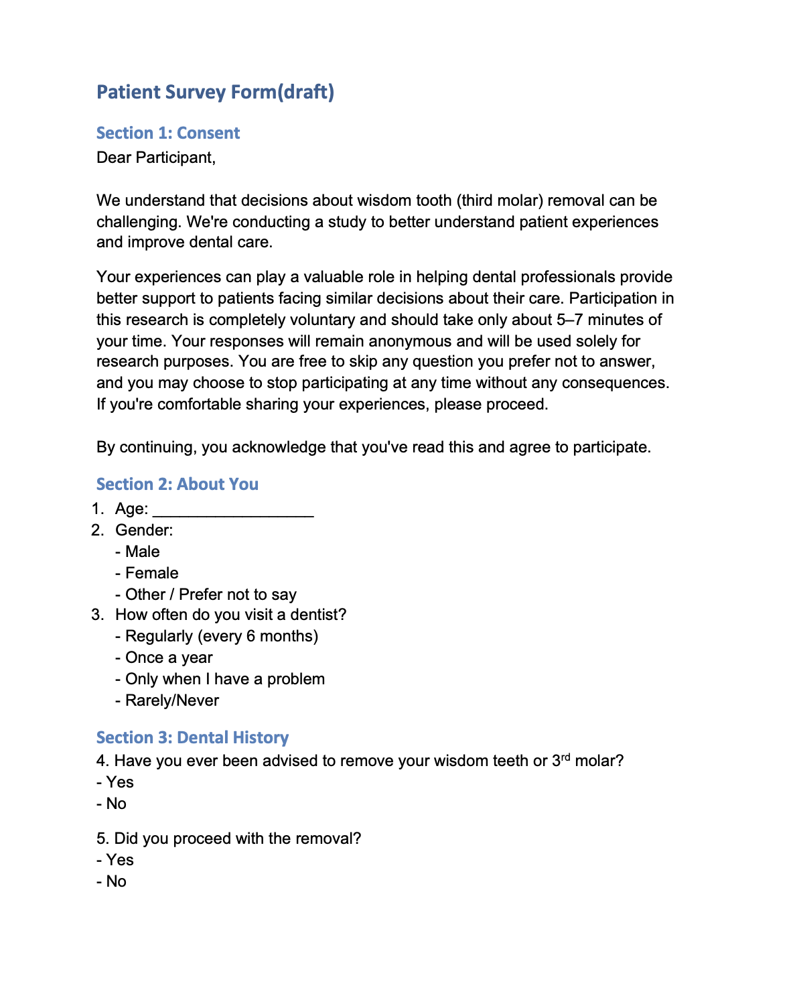 Patient Survey Form(draft)
Section 1: Consent
Dear Participant,
We understand that decisions about wisdom tooth (third molar) removal can be
challenging. We're conducting a study to better understand patient experiences
and improve dental care.
Your experiences can play a valuable role in helping dental professionals provide
better support to patients facing similar decisions about their care. Participation in
this research is completely voluntary and should take only about 5–7 minutes of
your time. Your responses will remain anonymous and will be used solely for
research purposes. You are free to skip any question you prefer not to answer,
and you may choose to stop participating at any time without any consequences.
If you're comfortable sharing your experiences, please proceed.
By continuing, you acknowledge that you've read this and agree to participate.
Section 2: About You
1. Age: __________________
2. Gender:
- Male
- Female
- Other / Prefer not to say
3. How often do you visit a dentist?
- Regularly (every 6 months)
- Once a year
- Only when I have a problem
- Rarely/Never
Section 3: Dental History
4. Have you ever been advised to remove your wisdom teeth or 3rd molar?
- Yes
- No
5. Did you proceed with the removal?
- Yes
- No